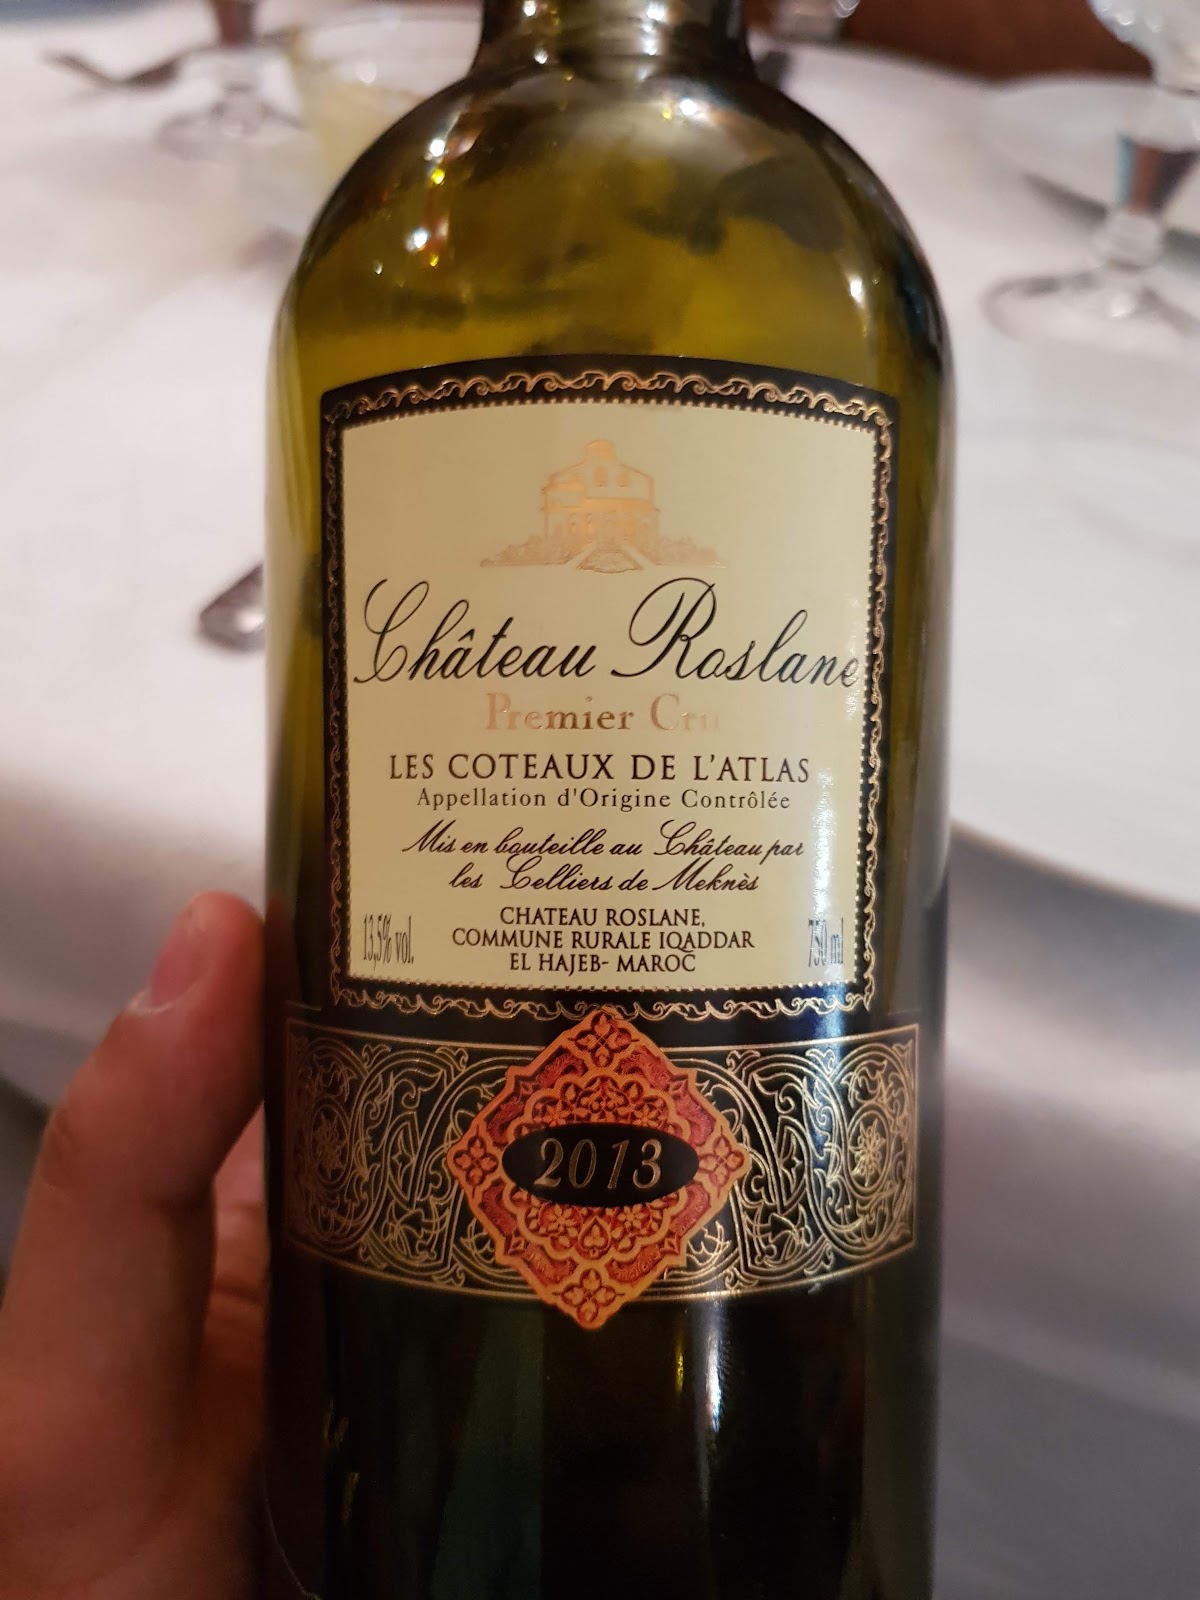 Château Roslane
Premier Cru
LES COTEAUX DE L'ATLAS
Appellation d'Origine Contrôlée
Mis en bouteille au Château par
les Celliers de Meknès
13,5% vol.
CHATEAU ROSLANE,
COMMUNE RURALE IQADDAR
EL HAJEB- MAROC
750 ml
2013